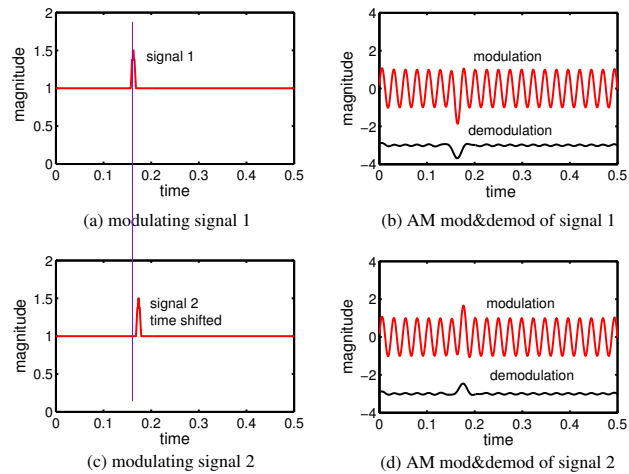 2
1.5
1
0.5
0
0 0.1 0.2 0.3 0.4 0.5
magnitude
time
signal 1
(a) modulating signal 1
4
2
0
−2
−4
0 0.1 0.2 0.3 0.4 0.5
magnitude
time
modulation
demodulation
(b) AM mod&demod of signal 1
2
1.5
1
0.5
0
0 0.1 0.2 0.3 0.4 0.5
magnitude
time
signal 2
time shifted
(c) modulating signal 2
4
2
0
−2
−4
0 0.1 0.2 0.3 0.4 0.5
magnitude
time
modulation
demodulation
(d) AM mod&demod of signal 2